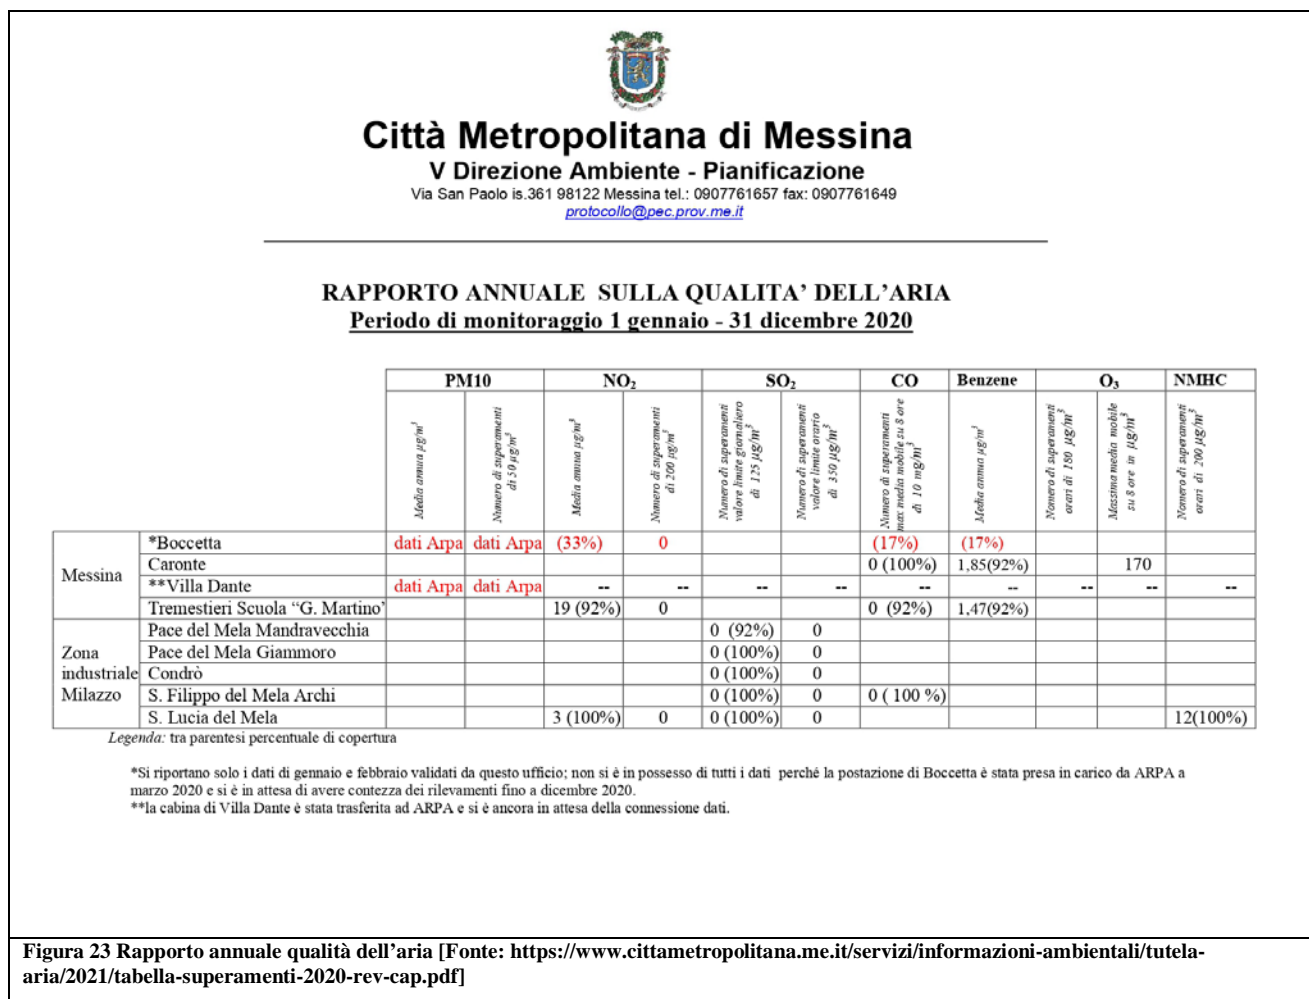 Città Metropolitana di Messina
V Direzione Ambiente - Pianificazione
Via San Paolo is.361 98122 Messina tel.: 0907761657 fax: 0907761649
protocollo@pec.prov.me.it
RAPPORTO ANNUALE SULLA QUALITA' DELL'ARIA
Periodo di monitoraggio 1 gennaio - 31 dicembre 2020
PM10 NO₂ SO₂ CO Benzene O₃ NMHC
Media annua µg/m³
Numero di superamenti
di 50 µg/m³
Media annua µg/m³
Numero di superamenti
di 200 µg/m³
Numero di superamenti
valore limite giornaliero
di 125 µg/m³
Numero di superamenti
valore limite orario
di 350 µg/m³
Numero di superamenti
max media mobile su 8 ore
di 10 mg/m³
Media annua µg/m³
Nomero di superamenti
orari di 180 µg/m³
Massima media mobile
su 8 ore in µg/m³
Nomero di superamenti
orari di 200 µg/m³
Messina
*Boccetta dati Arpa dati Arpa (33%) 0 (17%) (17%)
Caronte 0 (100%) 1,85(92%) 170
**Villa Dante dati Arpa dati Arpa -- -- -- -- -- -- -- -- --
Tremestieri Scuola “G. Martino' 19 (92%) 0 0 (92%) 1,47(92%)
Zona
industriale
Milazzo
Pace del Mela Mandravecchia 0 (92%) 0
Pace del Mela Giammoro 0 (100%) 0
Condrò 0 (100%) 0
S. Filippo del Mela Archi 0 (100%) 0 0 ( 100 %)
S. Lucia del Mela 3 (100%) 0 0 (100%) 0 12(100%)
Legenda: tra parentesi percentuale di copertura
*Si riportano solo i dati di gennaio e febbraio validati da questo ufficio; non si è in possesso di tutti i dati perché la postazione di Boccetta è stata presa in carico da ARPA a
marzo 2020 e si è in attesa di avere contezza dei rilevamenti fino a dicembre 2020.
**la cabina di Villa Dante è stata trasferita ad ARPA e si è ancora in attesa della connessione dati.
Figura 23 Rapporto annuale qualità dell'aria [Fonte: https://www.cittametropolitana.me.it/servizi/informazioni-ambientali/tutela-
aria/2021/tabella-superamenti-2020-rev-cap.pdf]